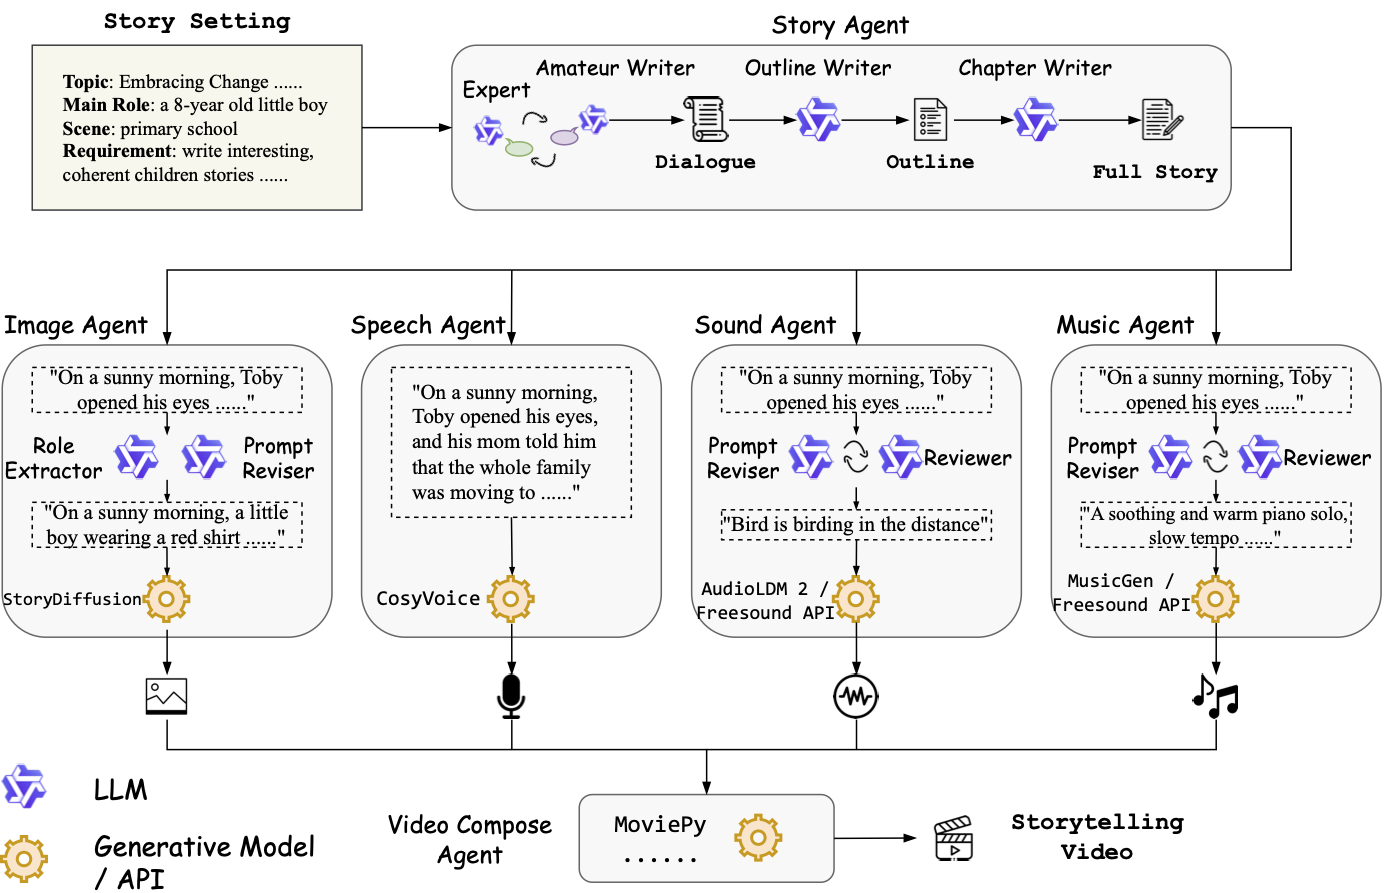 Story Setting
Topic: Embracing Change ......
Main Role: a 8-year old little boy
Scene: primary school
Requirement: write interesting,
coherent children stories ......
Story Agent
Expert
Amateur Writer
Outline Writer
Chapter Writer
Dialogue
Outline
Full Story
Image Agent
"On a sunny morning, Toby
opened his eyes ......"
Role
Extractor
Prompt
Reviser
"On a sunny morning, a little
boy wearing a red shirt ......"
StoryDiffusion
Speech Agent
"On a sunny morning,
Toby opened his eyes,
and his mom told him
that the whole family
was moving to ......"
CosyVoice
Sound Agent
"On a sunny morning, Toby
opened his eyes ......"
Prompt
Reviser
Reviewer
"Bird is birding in the distance"
AudioLDM 2 /
Freesound API
Music Agent
"On a sunny morning, Toby
opened his eyes ......"
Prompt
Reviser
Reviewer
"A soothing and warm piano solo,
slow tempo ......"
MusicGen /
Freesound API
LLM
Generative Model
/ API
Video Compose
Agent
MoviePy
......
Storytelling
Video